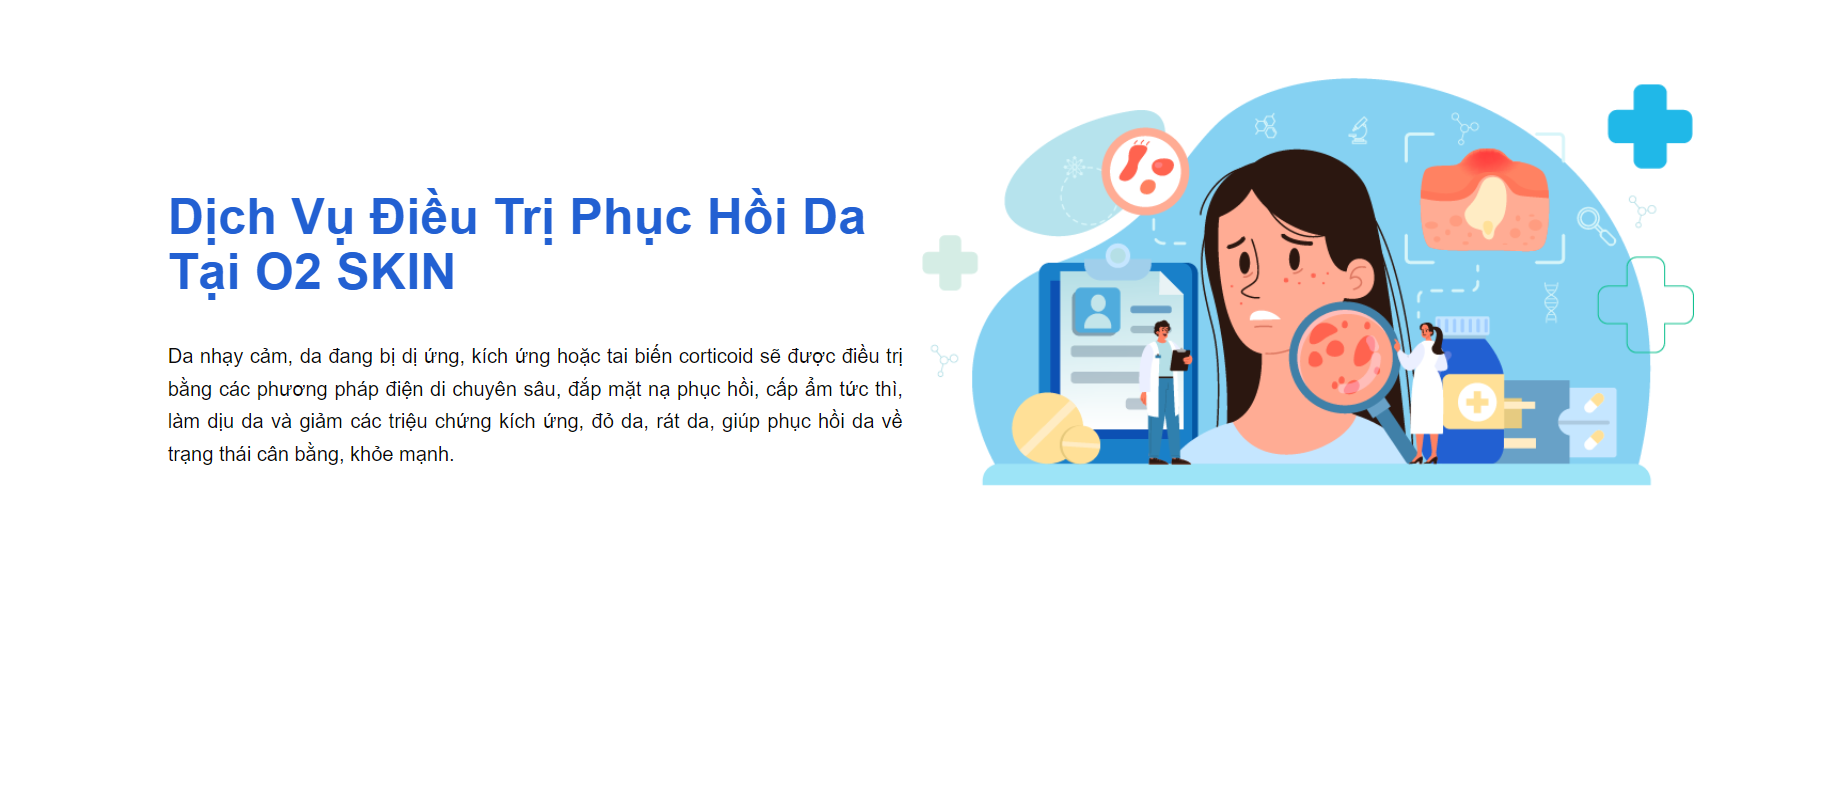 Dịch Vụ Điều Trị Phục Hồi Da
Tại O2 SKIN
Da nhạy cảm, da đang bị dị ứng, kích ứng hoặc tai biến corticoid sẽ được điều trị
bằng các phương pháp điện di chuyên sâu, đắp mặt nạ phục hồi, cấp ẩm tức thì,
làm dịu da và giảm các triệu chứng kích ứng, đỏ da, rát da, giúp phục hồi da về
trạng thái cân bằng, khỏe mạnh.